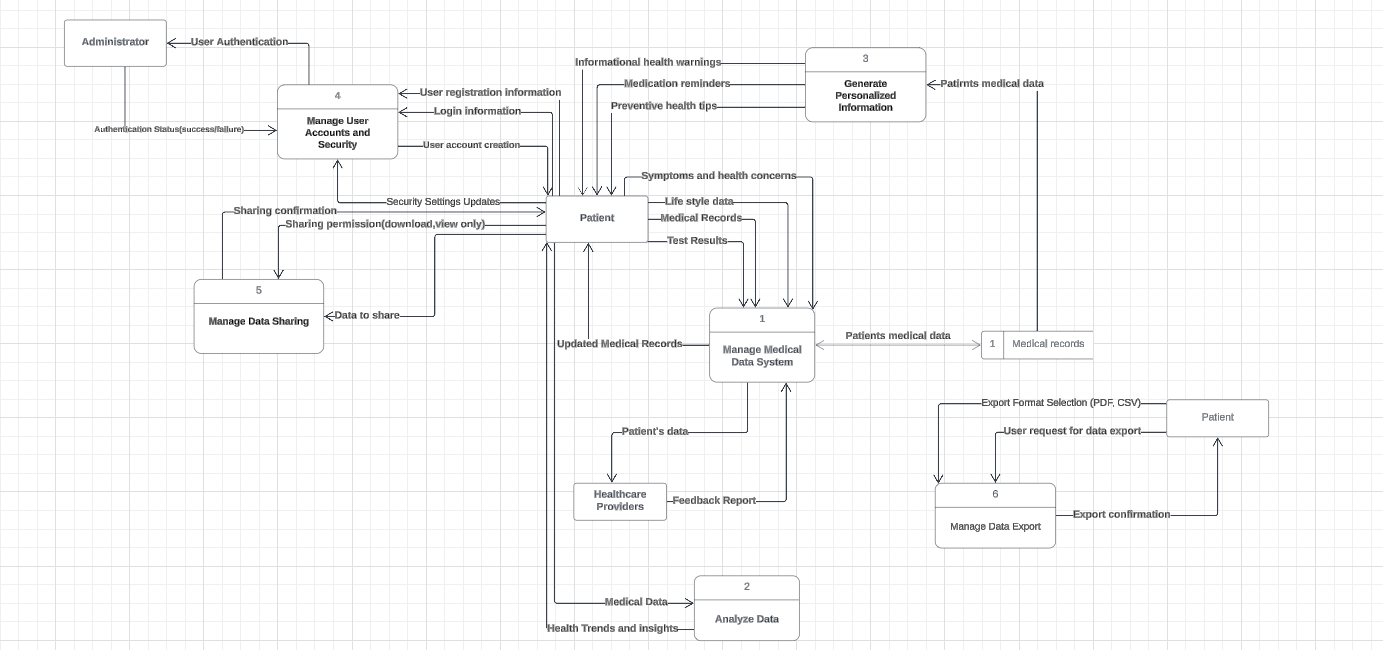 Administrator
User Authentication
Authentication Status(success/failure)
4
Manage User
Accounts and
Security
User registration information
Login information
User account creation
Security Settings Updates
Informational health warnings
Medication reminders
Preventive health tips
3
Generate
Personalized
Information
Patirnts medical data
Symptoms and health concerns
Life style data
Medical Records
Test Results
Patient
Sharing confirmation
Sharing permission(download,view only)
5
Manage Data Sharing
Data to share
1
Manage Medical
Data System
Updated Medical Records
Patients medical data
1
Medical records
Patient's data
Healthcare
Providers
Feedback Report
Export Format Selection (PDF, CSV)
User request for data export
Patient
6
Manage Data Export
Export confirmation
2
Analyze Data
Medical Data
Health Trends and insights